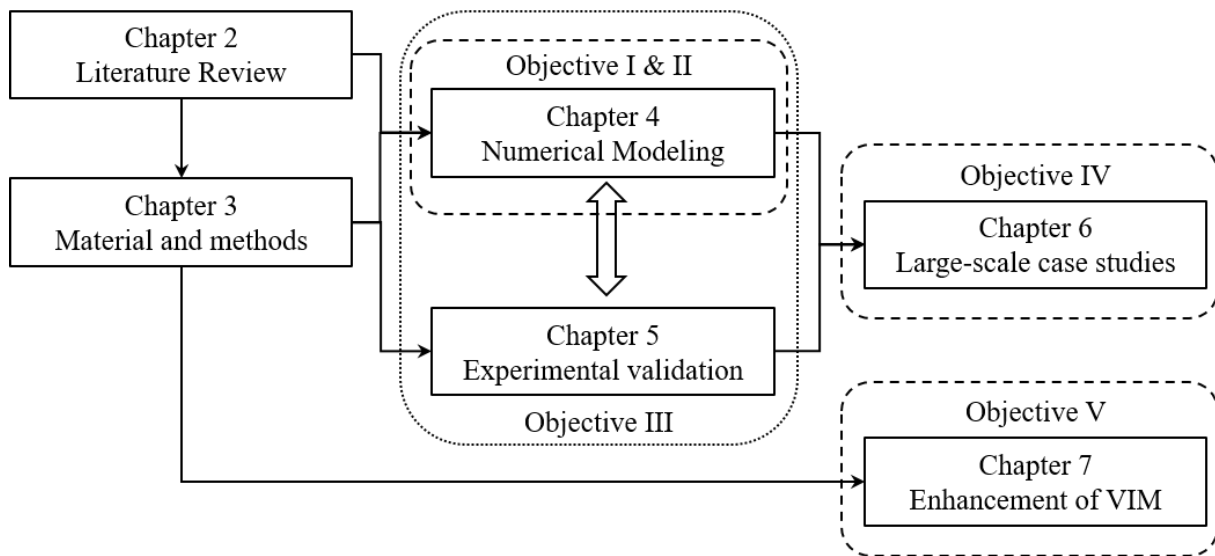 Chapter 2
Literature Review
Chapter 3
Material and methods
Objective I & II
Chapter 4
Numerical Modeling
Chapter 5
Experimental validation
Objective III
Objective IV
Chapter 6
Large-scale case studies
Objective V
Chapter 7
Enhancement of VIM